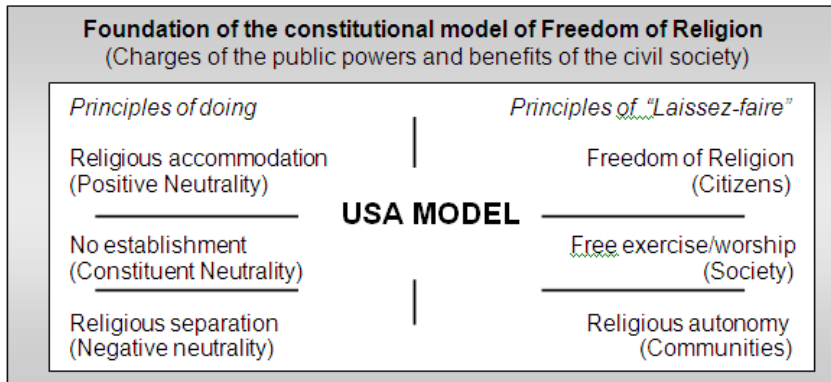 Foundation of the constitutional model of Freedom of Religion
(Charges of the public powers and benefits of the civil society)
Principles of doing
Principles of "Laissez-faire"
Religious accommodation
(Positive Neutrality)
Freedom of Religion
(Citizens)
USA MODEL
No establishment
(Constituent Neutrality)
Free exercise/worship
(Society)
Religious separation
(Negative neutrality)
Religious autonomy
(Communities)